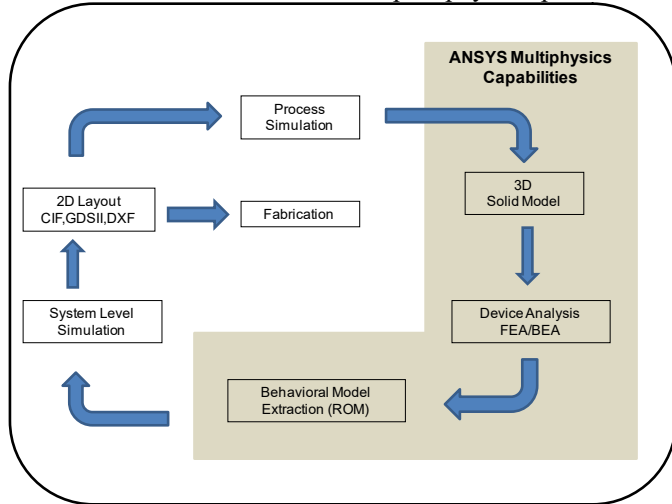 ANSYS Multiphysics
Capabilities
Process
Simulation
3D
Solid Model
2D Layout
CIF,GDSII,DXF
Fabrication
System Level
Simulation
Device Analysis
FEA/BEA
Behavioral Model
Extraction (ROM)